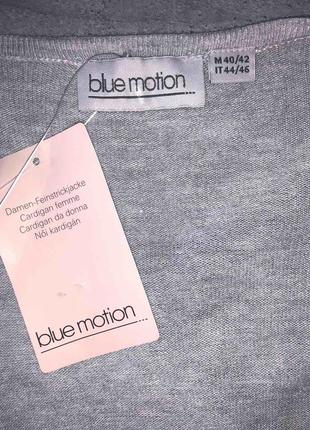 blue motion...
M 40/42
IT 44/46
Damen-Feinstrickjacke
Cardigan femme
Cardigan da donna
Női kardigán
blue motion...